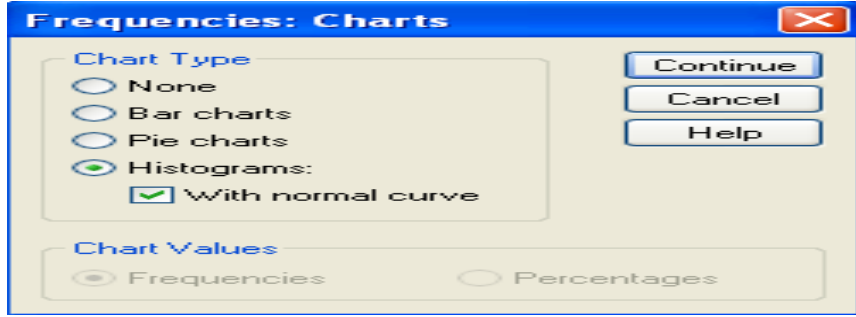 Frequencies: Charts
Chart Type
None
Bar charts
Pie charts
Histograms:
With normal curve
Continue
Cancel
Help
Chart Values
Frequencies Percentages